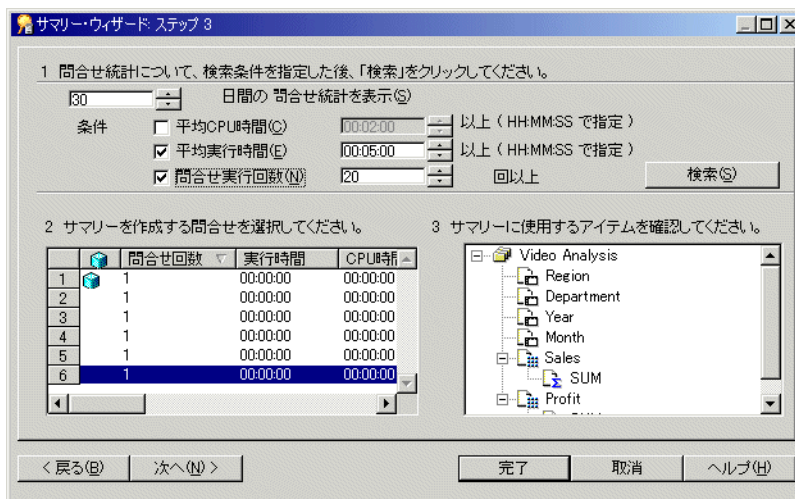 サマリー・ウィザード: ステップ 3
1 問合せ統計について、検索条件を指定した後、「検索」をクリックしてください。
30 日間の 問合せ統計を表示(S)
条件 平均CPU時間(C) 00:02:00 以上 ( HH:MM:SS で指定 )
平均実行時間(E) 00:05:00 以上 ( HH:MM:SS で指定 )
問合せ実行回数(N) 20 回以上 検索(S)
2 サマリーを作成する問合せを選択してください。
問合せ回数 実行時間 CPU時
1 1 00:00:00 00:00:00
2 1 00:00:00 00:00:00
3 1 00:00:00 00:00:00
4 1 00:00:00 00:00:00
5 1 00:00:00 00:00:00
6 1 00:00:00 00:00:00
3 サマリーに使用するアイテムを確認してください。
Video Analysis
Region
Department
Year
Month
Sales
SUM
Profit
< 戻る(B) 次へ(N) > 完了 取消 ヘルプ(H)